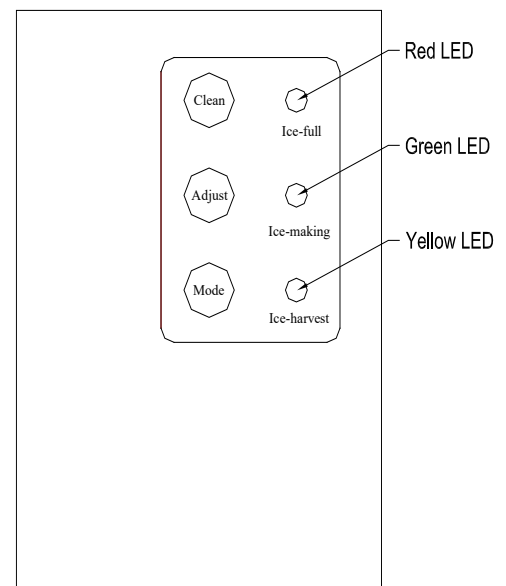 Red LED
Clean
Ice-full
Green LED
Adjust
Ice-making
Yellow LED
Mode
Ice-harvest